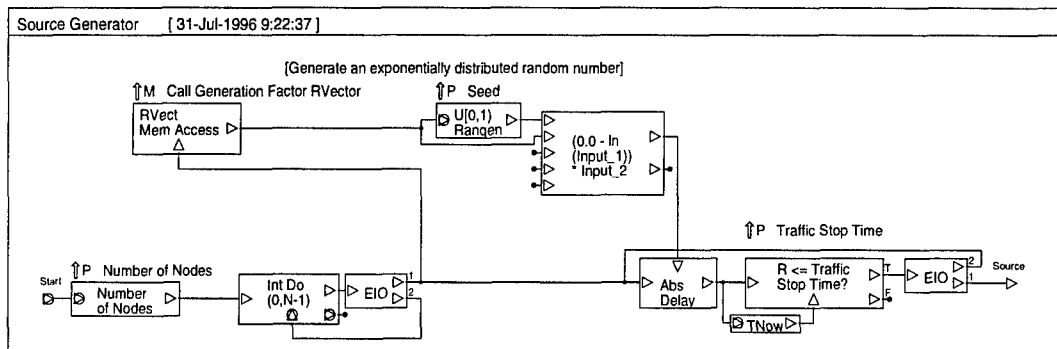 Source Generator [ 31-Jul-1996 9:22:37 ]
[Generate an exponentially distributed random number]
⇑M Call Generation Factor RVector
⇑P Seed
RVect
Mem Access
U[0,1)
Rangen
(0.0 - ln
(Input_1))
* Input_2
⇑P Traffic Stop Time
⇑P Number of Nodes
Start
Number
of Nodes
Int Do
(0,N-1)
EIO
1
2
Abs
Delay
R <= Traffic
Stop Time?
T
F
EIO
2
1
Source
TNow